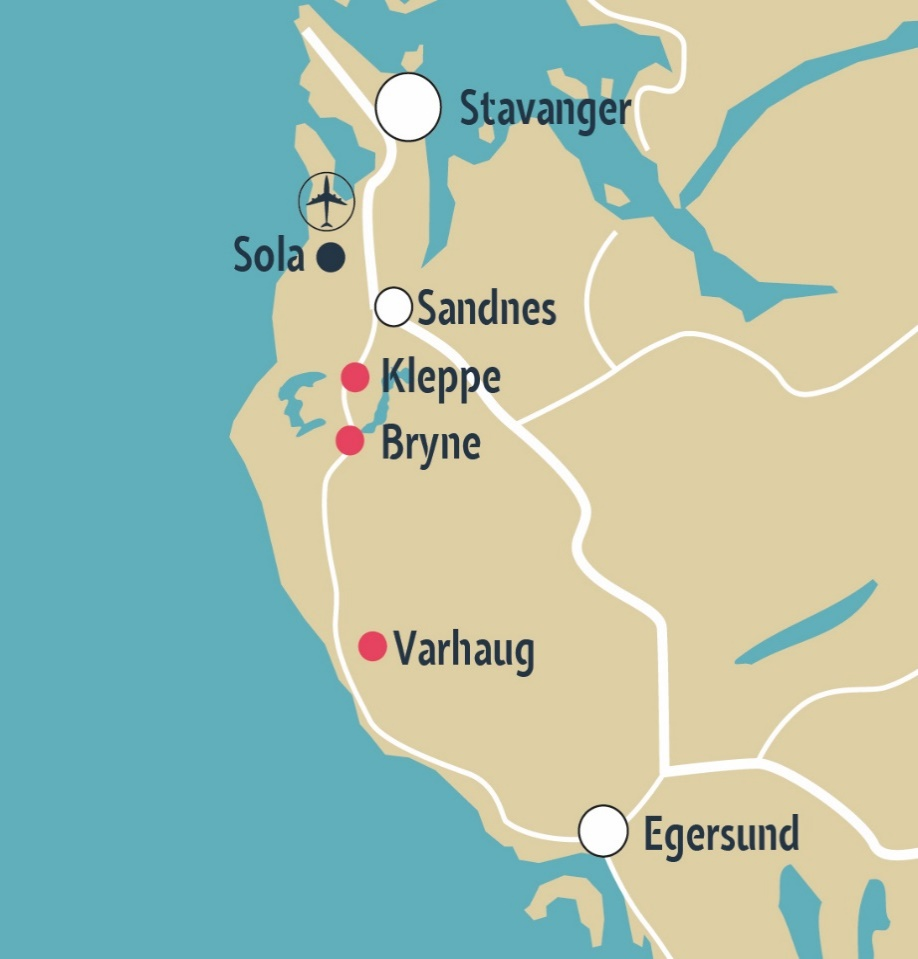 Stavanger
Sola
Sandnes
Kleppe
Bryne
Varhaug
Egersund